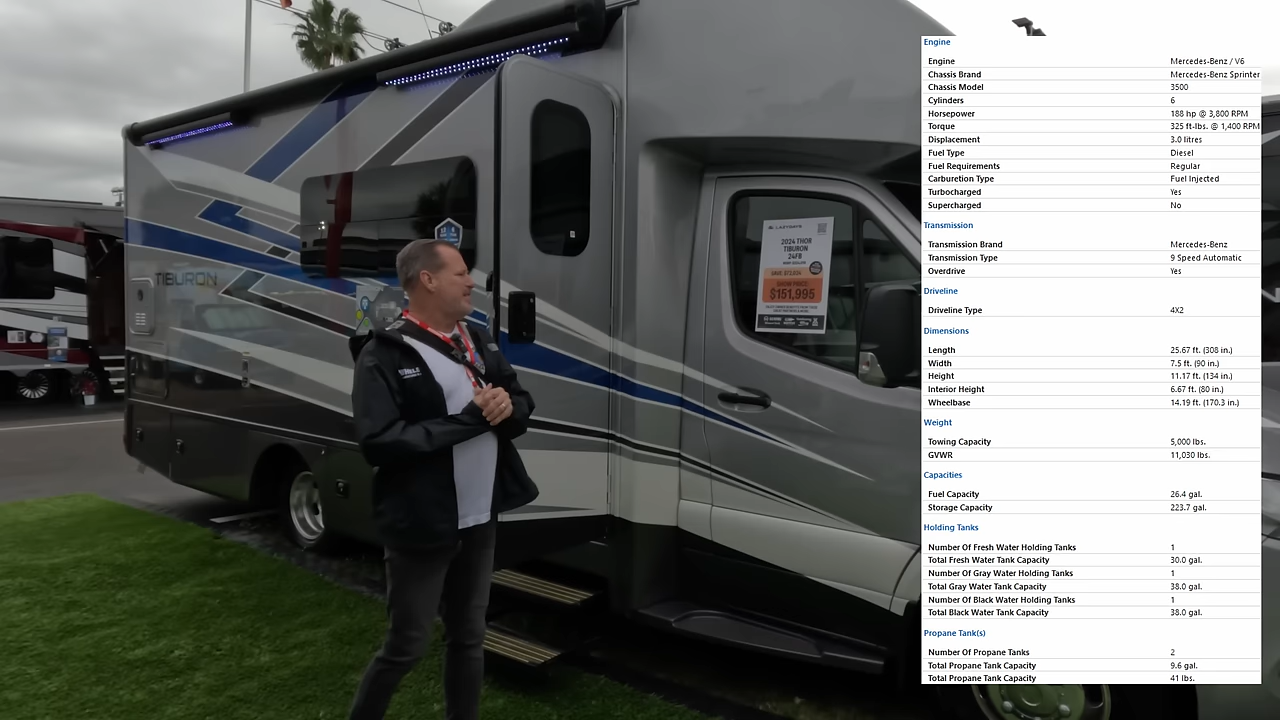 TIBURON
LAZYDAYS
2024 THOR
TIBURON
24FB
SHOW PRICE:
$151,995
Engine
Engine Mercedes-Benz / V6
Chassis Brand Mercedes-Benz Sprinter
Chassis Model 3500
Cylinders 6
Horsepower 188 hp @ 3,800 RPM
Torque 325 ft-lbs. @ 1,400 RPM
Displacement 3.0 litres
Fuel Type Diesel
Fuel Requirements Regular
Carburetion Type Fuel Injected
Turbocharged Yes
Supercharged No
Transmission
Transmission Brand Mercedes-Benz
Transmission Type 9 Speed Automatic
Overdrive Yes
Driveline
Driveline Type 4X2
Dimensions
Length 25.67 ft. (308 in.)
Width 7.5 ft. (90 in.)
Height 11.17 ft. (134 in.)
Interior Height 6.67 ft. (80 in.)
Wheelbase 14.19 ft. (170.3 in.)
Weight
Towing Capacity 5,000 lbs.
GVWR 11,030 lbs.
Capacities
Fuel Capacity 26.4 gal.
Storage Capacity 223.7 gal.
Holding Tanks
Number Of Fresh Water Holding Tanks 1
Total Fresh Water Tank Capacity 30.0 gal.
Number Of Gray Water Holding Tanks 1
Total Gray Water Tank Capacity 38.0 gal.
Number Of Black Water Holding Tanks 1
Total Black Water Tank Capacity 38.0 gal.
Propane Tank(s)
Number Of Propane Tanks 2
Total Propane Tank Capacity 9.6 gal.
Total Propane Tank Capacity 41 lbs.